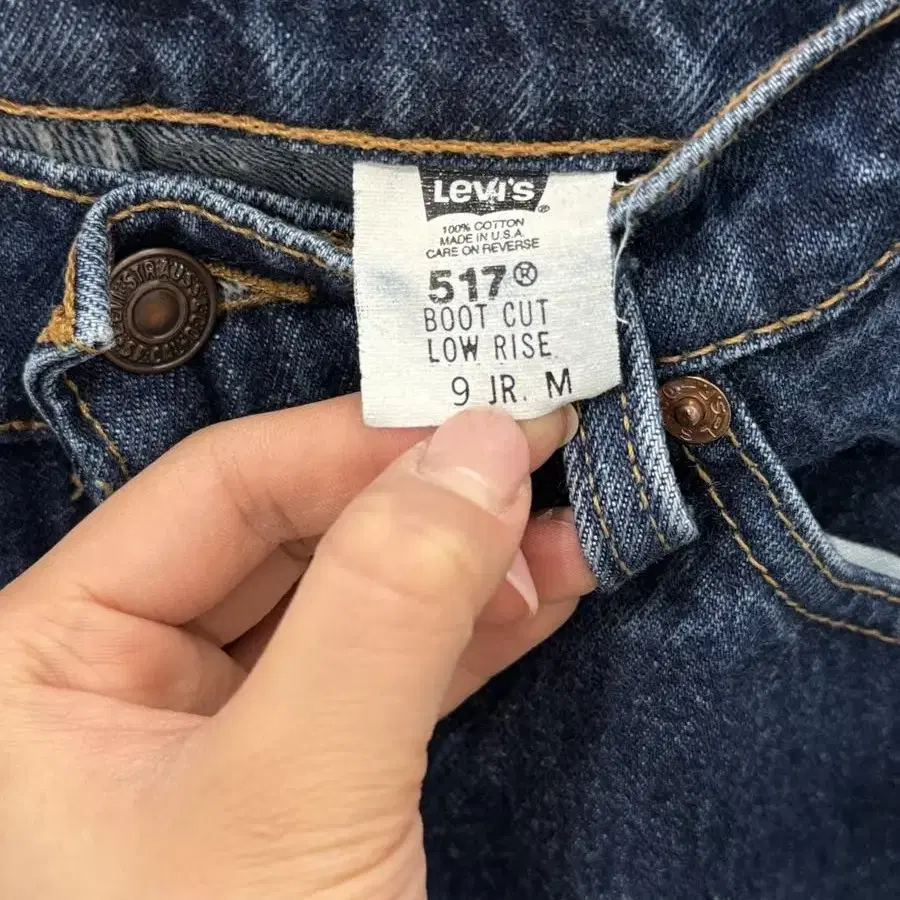 Levi's ®
100% COTTON
MADE IN U.S.A.
CARE ON REVERSE
517®
BOOT CUT
LOW RISE
9 JR. M